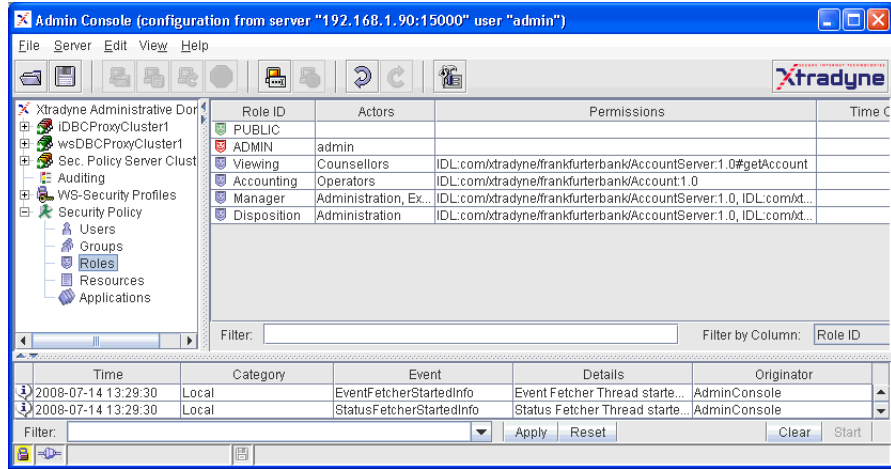 Admin Console (configuration from server "192.168.1.90:15000" user "admin")
File Server Edit View Help
SECURE INTERNET TECHNOLOGIES
Xtradyne
Xtradyne Administrative Dor
iDBCProxyCluster1
wsDBCProxyCluster1
Sec. Policy Server Clust
Auditing
WS-Security Profiles
Security Policy
Users
Groups
Roles
Resources
Applications
Role ID Actors Permissions Time C
PUBLIC
ADMIN admin
Viewing Counsellors IDL:com/xtradyne/frankfurterbank/AccountServer:1.0#getAccount
Accounting Operators IDL:com/xtradyne/frankfurterbank/Account:1.0
Manager Administration, Ex... IDL:com/xtradyne/frankfurterbank/AccountServer:1.0, IDL:com/xt...
Disposition Administration IDL:com/xtradyne/frankfurterbank/AccountServer:1.0, IDL:com/xt...
Filter: Filter by Column: Role ID
Time Category Event Details Originator
2008-07-14 13:29:30 Local EventFetcherStartedInfo Event Fetcher Thread starte... AdminConsole
2008-07-14 13:29:30 Local StatusFetcherStartedInfo Status Fetcher Thread starte... AdminConsole
Filter: Apply Reset Clear Start